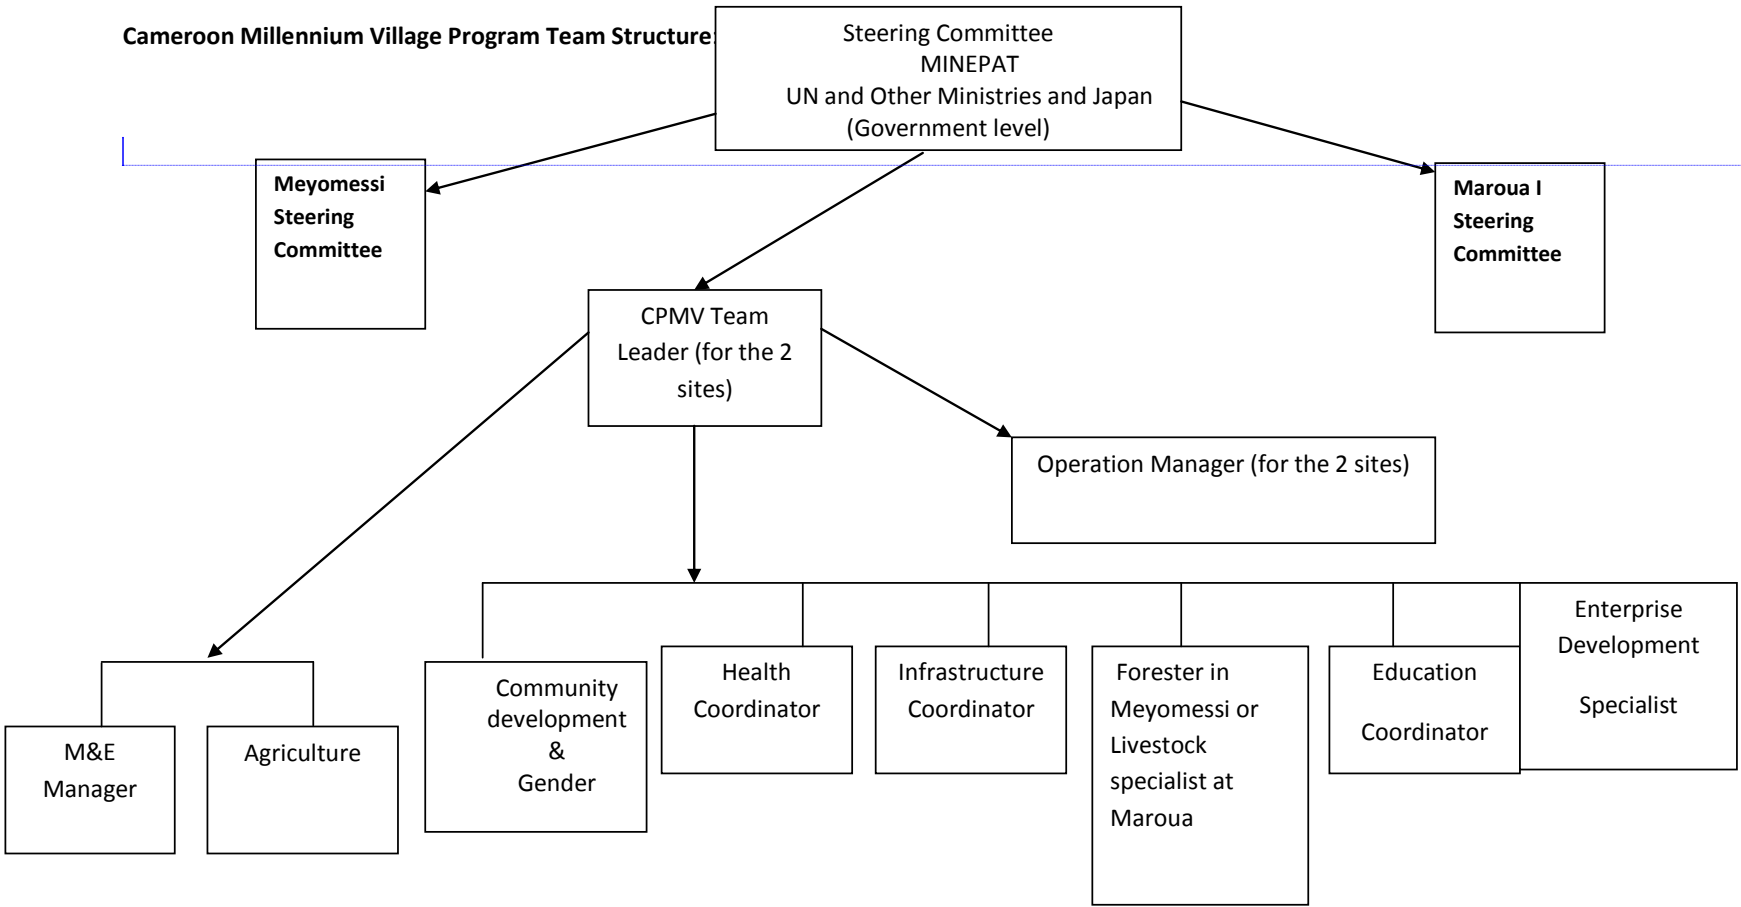 Cameroon Millennium Village Program Team Structure:
Steering Committee
MINEPAT
UN and Other Ministries and Japan
(Government level)
Meyomessi
Steering
Committee
Maroua I
Steering
Committee
CPMV Team
Leader (for the 2
sites)
Operation Manager (for the 2 sites)
M&E
Manager
Agriculture
Community
development
&
Gender
Health
Coordinator
Infrastructure
Coordinator
Forester in
Meyomessi or
Livestock
specialist at
Maroua
Education
Coordinator
Enterprise
Development
Specialist